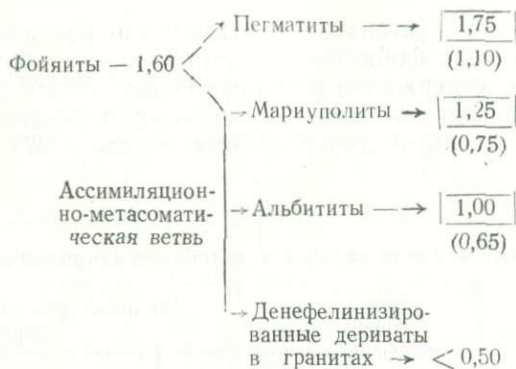 Пегматиты → 1,75
(1,10)
Фойяиты — 1,60
Мариуполиты → 1,25
(0,75)
Ассимиляцион-
но-метасомати-
ческая ветвь
→ Альбититы → 1,00
(0,65)
→ Денефелинизиро-
ванные дериваты
в гранитах → < 0,50